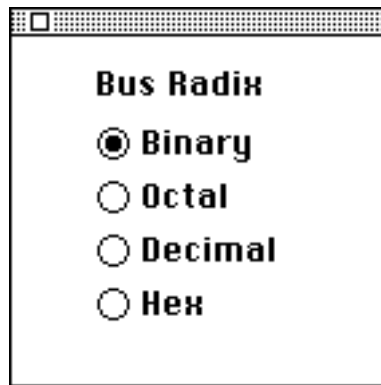 Bus Radix
Binary
Octal
Decimal
Hex